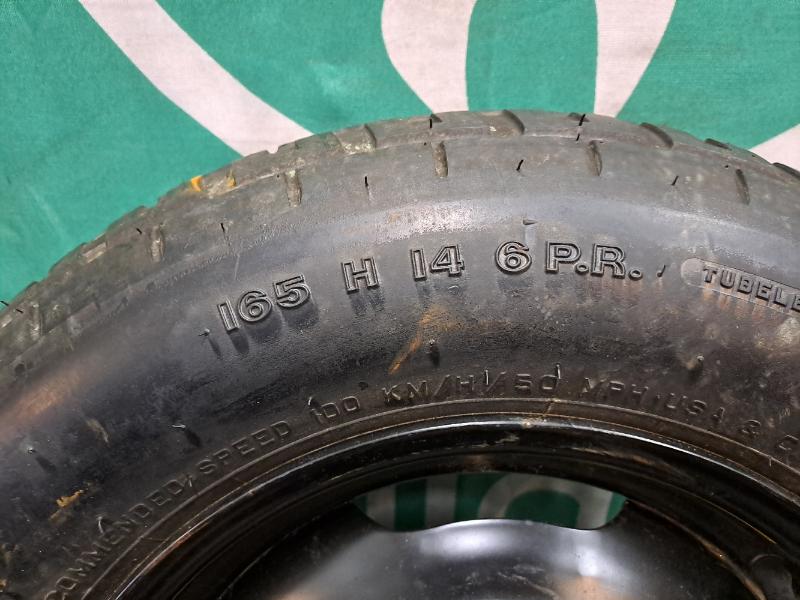 165 H 14 6 P.R.
TUBELE
COMMENDED SPEED 100 KM/H / 50 MPH. USA & C